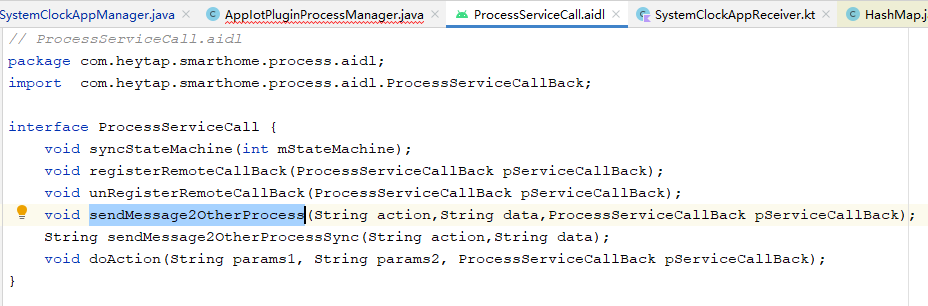 SystemClockAppManager.java AppIotPluginProcessManager.java ProcessServiceCall.aidl SystemClockAppReceiver.kt HashMap.j
// ProcessServiceCall.aidl
package com.heytap.smarthome.process.aidl;
import  com.heytap.smarthome.process.aidl.ProcessServiceCallBack;
interface ProcessServiceCall {
void syncStateMachine(int mStateMachine);
void registerRemoteCallBack(ProcessServiceCallBack pServiceCallBack);
void unRegisterRemoteCallBack(ProcessServiceCallBack pServiceCallBack);
void sendMessage2OtherProcess(String action,String data,ProcessServiceCallBack pServiceCallBack);
String sendMessage2OtherProcessSync(String action,String data);
void doAction(String params1, String params2, ProcessServiceCallBack pServiceCallBack);
}